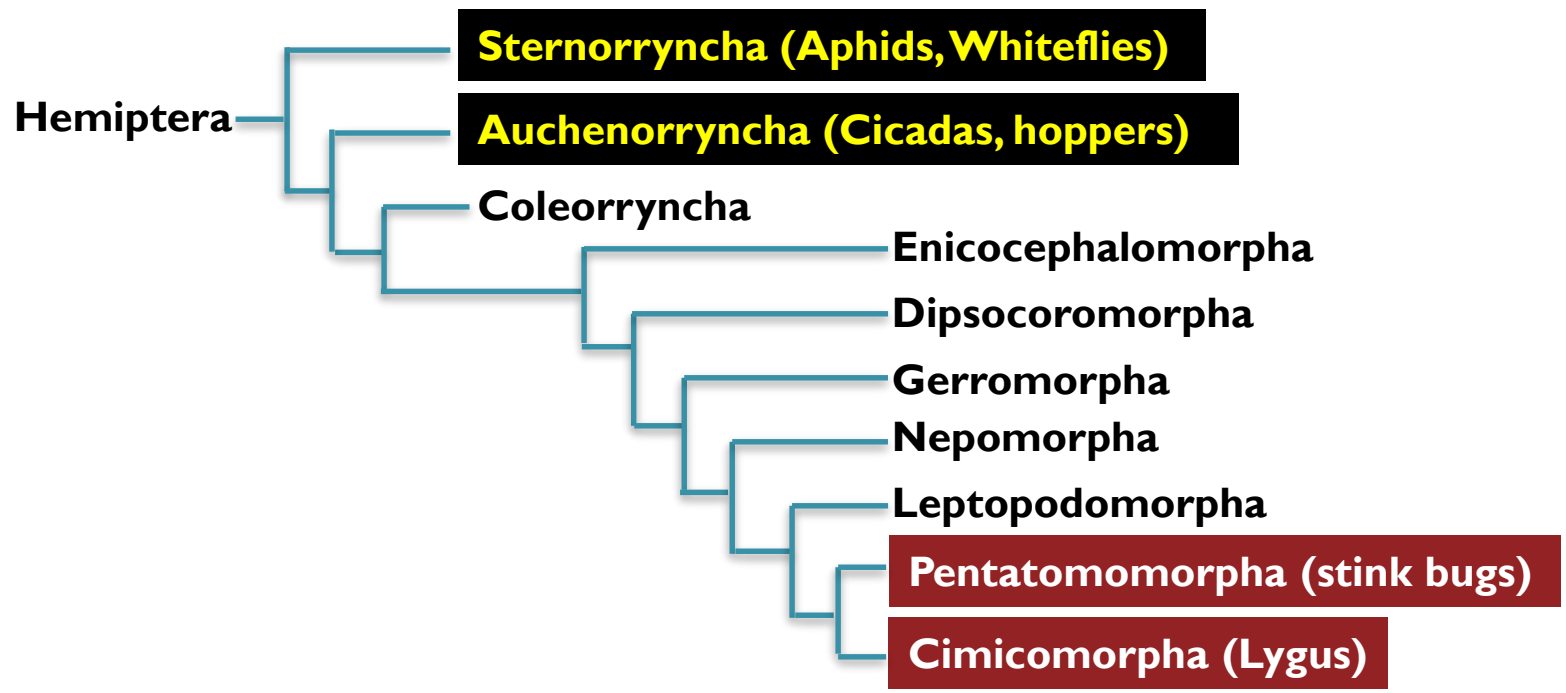 Sternorryncha (Aphids, Whiteflies)
Hemiptera
Auchenorryncha (Cicadas, hoppers)
Coleorryncha
Enicocephalomorpha
Dipsocoromorpha
Gerromorpha
Nepomorpha
Leptopodomorpha
Pentatomomorpha (stink bugs)
Cimicomorpha (Lygus)